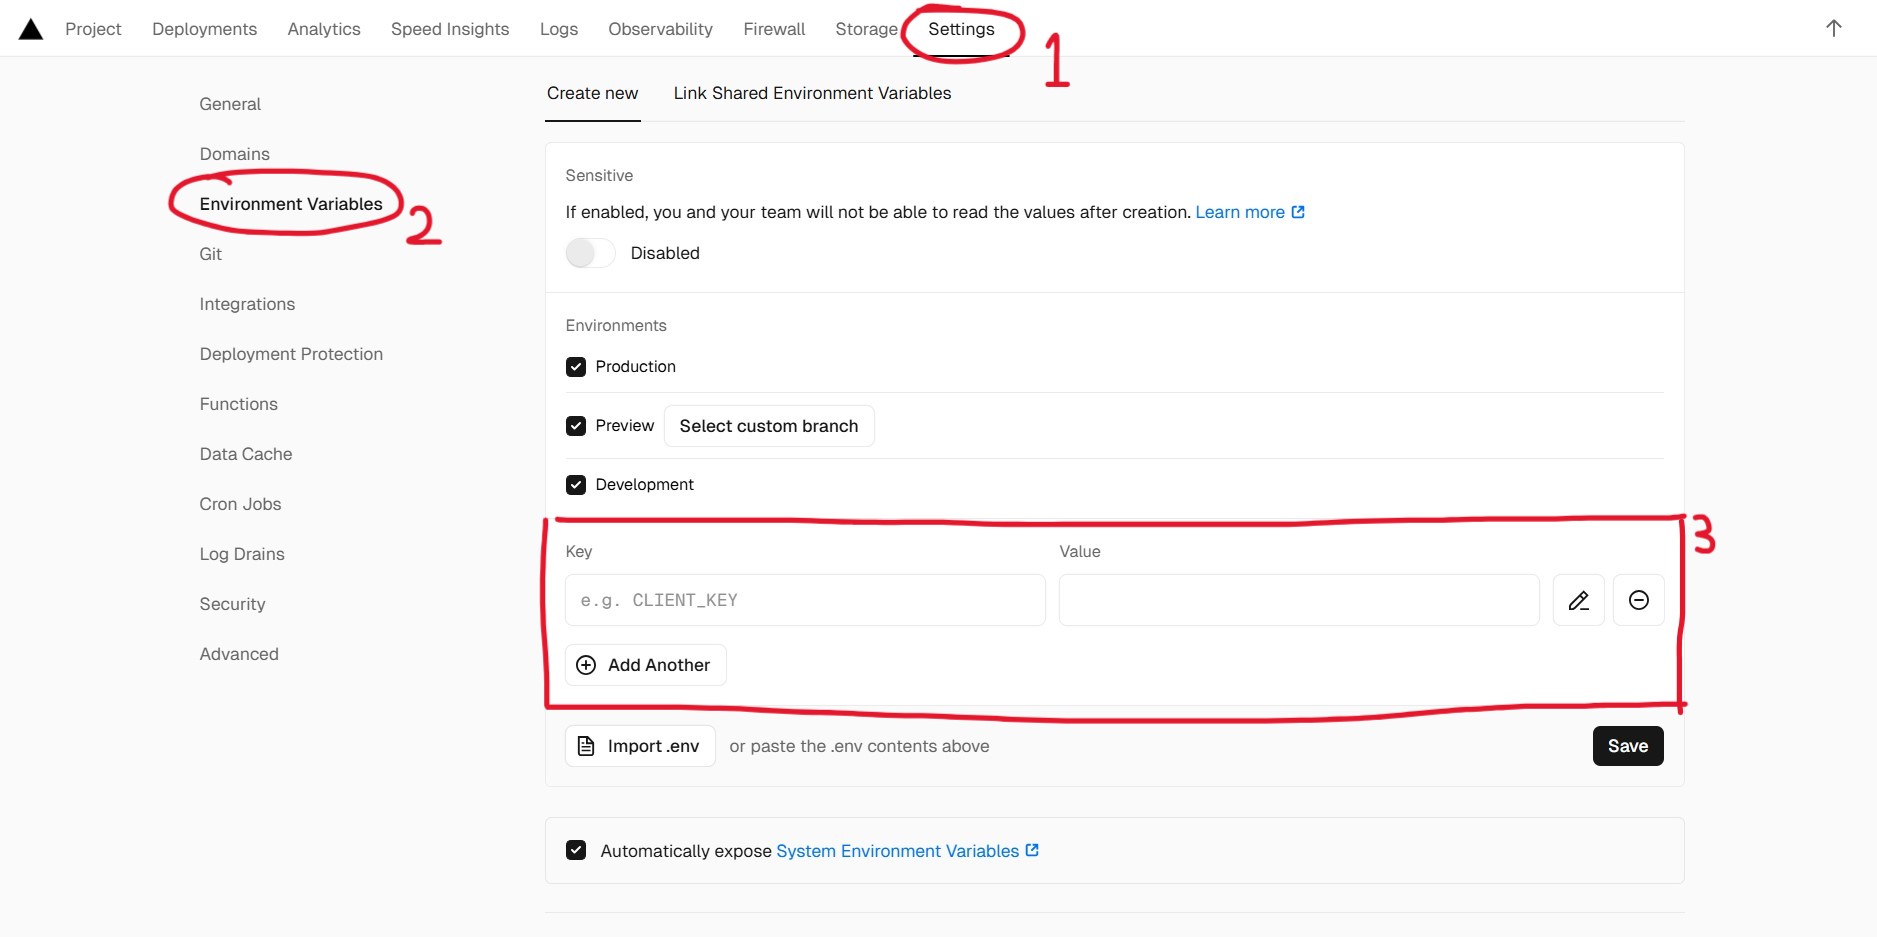 Project Deployments Analytics Speed Insights Logs Observability Firewall Storage Settings
1
General
Domains
Environment Variables
2
Git
Integrations
Deployment Protection
Functions
Data Cache
Cron Jobs
Log Drains
Security
Advanced
Create new Link Shared Environment Variables
Sensitive
If enabled, you and your team will not be able to read the values after creation. Learn more
Disabled
Environments
Production
Preview Select custom branch
Development
3
Key Value
e.g. CLIENT_KEY
Add Another
Import .env or paste the .env contents above Save
Automatically expose System Environment Variables